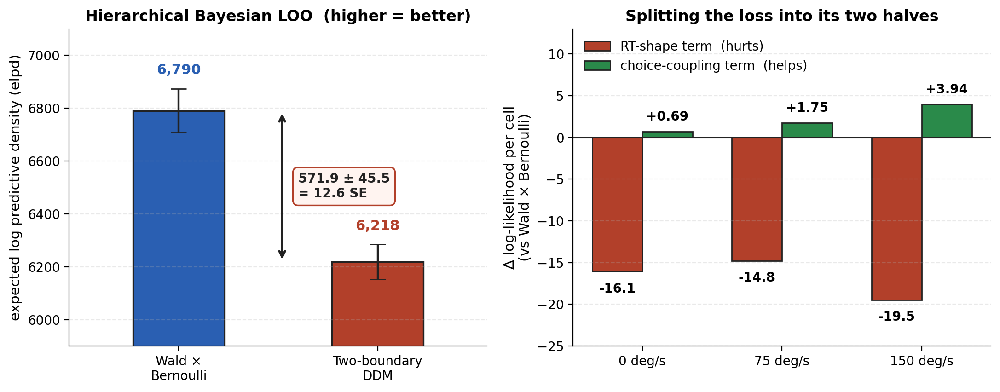 Hierarchical Bayesian LOO  (higher = better)
expected log predictive density (elpd)
7000
6800
6600
6400
6200
6000
6,790
571.9 ± 45.5
= 12.6 SE
6,218
Wald ×
Bernoulli
Two-boundary
DDM
Splitting the loss into its two halves
Δ log-likelihood per cell
(vs Wald × Bernoulli)
10
5
0
−5
−10
−15
−20
−25
RT-shape term  (hurts)
choice-coupling term  (helps)
+0.69
+1.75
+3.94
-16.1
-14.8
-19.5
0 deg/s
75 deg/s
150 deg/s